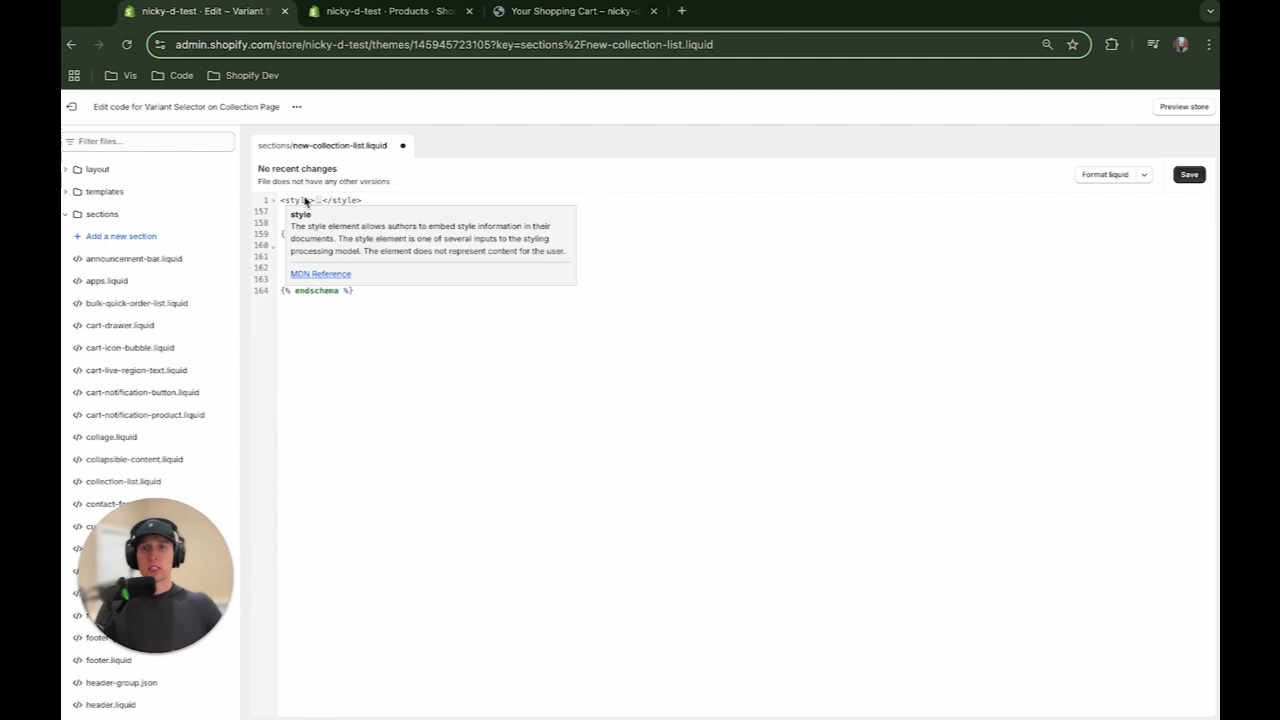 nicky-d-test · Edit ~ Variant S
nicky-d-test · Products · Sho
Your Shopping Cart – nicky-d
admin.shopify.com/store/nicky-d-test/themes/145945723105?key=sections%2Fnew-collection-list.liquid
Vis
Code
Shopify Dev
Edit code for Variant Selector on Collection Page
Preview store
Filter files...
sections/new-collection-list.liquid
layout
No recent changes
File does not have any other versions
Format liquid
Save
templates
sections
Add a new section
announcement-bar.liquid
apps.liquid
bulk-quick-order-list.liquid
cart-drawer.liquid
cart-icon-bubble.liquid
cart-live-region-text.liquid
cart-notification-button.liquid
cart-notification-product.liquid
collage.liquid
collapsible-content.liquid
collection-list.liquid
contact-fo
cu
footer-
footer.liquid
header-group.json
header.liquid
1 <style>…</style>
157
158
159 {
160
161
162
163
164 {% endschema %}
style
The style element allows authors to embed style information in their
documents. The style element is one of several inputs to the styling
processing model. The element does not represent content for the user.
MDN Reference